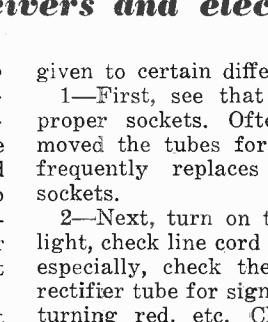 eivers and elec
given to certain diffe
1—First, see that
proper sockets. Ofte
moved the tubes for
frequently replaces
sockets.
2—Next, turn on t
light, check line cord
especially, check the
rectifier tube for sign
turning red, etc. Cl